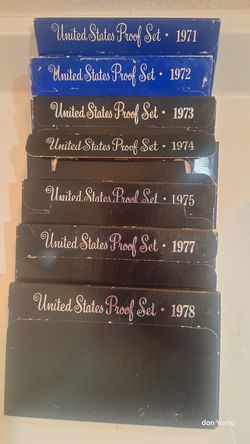 United States Proof Set · 1971
United States Proof Set · 1972
United States Proof Set · 1973
United States Proof Set · 1974
United States Proof Set · 1975
United States Proof Set · 1977
United States Proof Set · 1978
don Yomo